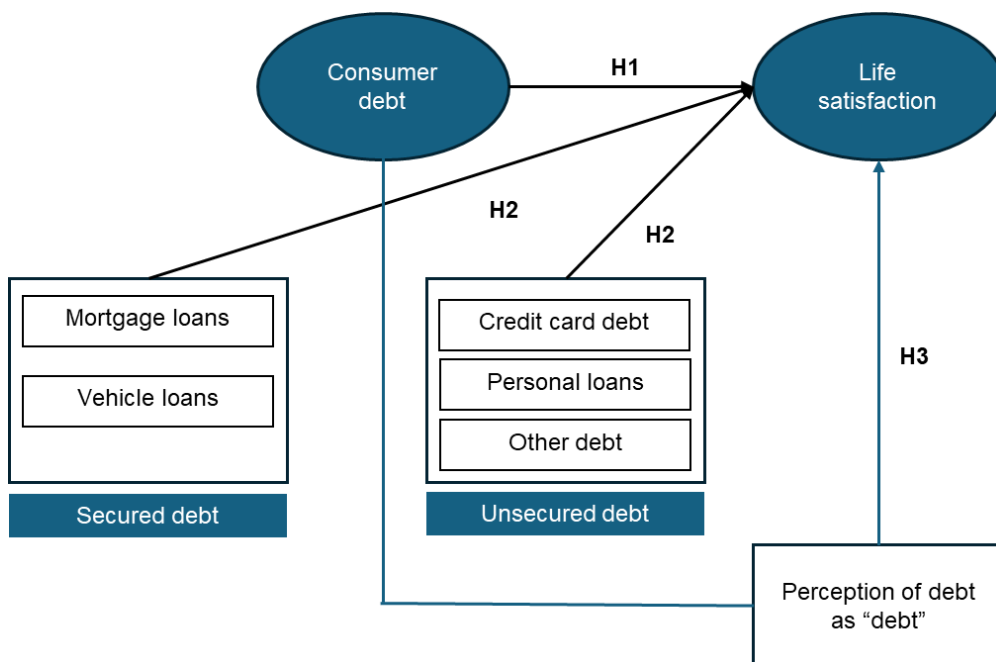 Consumer
debt
H1
Life
satisfaction
H2
H2
Mortgage loans
Vehicle loans
Secured debt
Credit card debt
Personal loans
Other debt
Unsecured debt
H3
Perception of debt
as “debt”